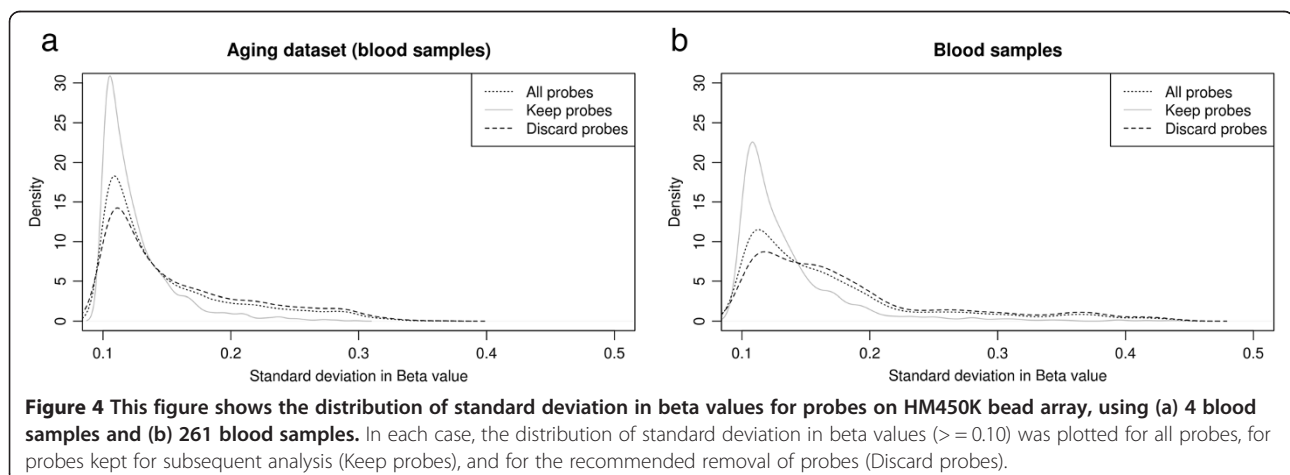 a
Aging dataset (blood samples)
All probes
Keep probes
Discard probes
Density
30
25
20
15
10
5
0
0.1 0.2 0.3 0.4 0.5
Standard deviation in Beta value
b
Blood samples
All probes
Keep probes
Discard probes
Density
30
25
20
15
10
5
0
0.1 0.2 0.3 0.4 0.5
Standard deviation in Beta value
Figure 4 This figure shows the distribution of standard deviation in beta values for probes on HM450K bead array, using (a) 4 blood
samples and (b) 261 blood samples. In each case, the distribution of standard deviation in beta values (> = 0.10) was plotted for all probes, for
probes kept for subsequent analysis (Keep probes), and for the recommended removal of probes (Discard probes).